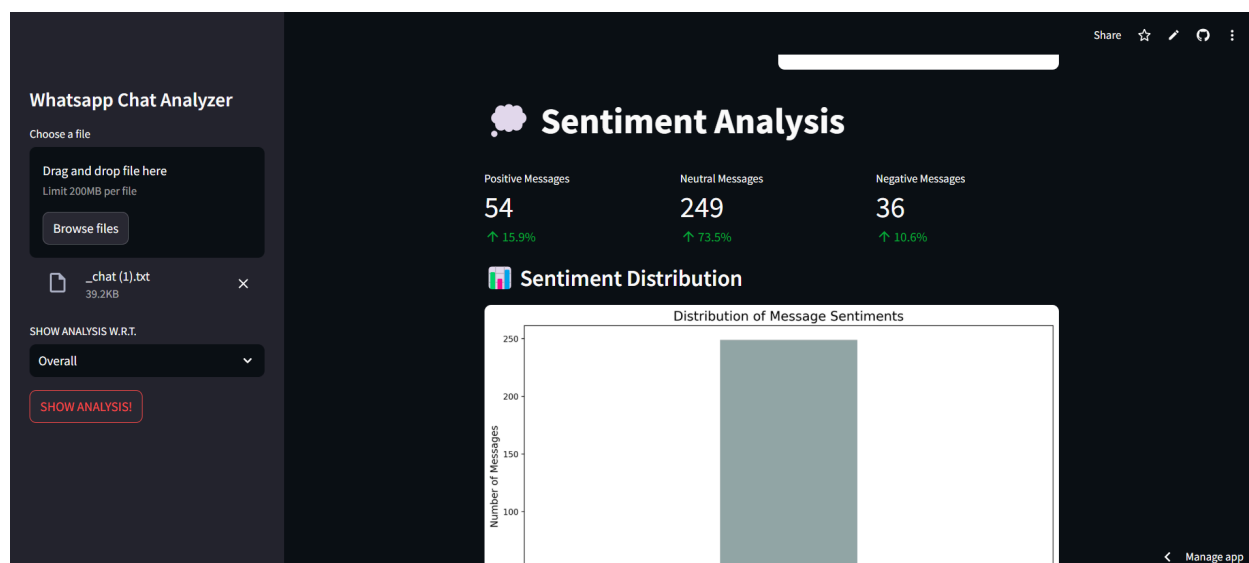 Share
Whatsapp Chat Analyzer
Choose a file
Drag and drop file here
Limit 200MB per file
Browse files
_chat (1).txt
39.2KB
SHOW ANALYSIS W.R.T.
Overall
SHOW ANALYSIS!
Sentiment Analysis
Positive Messages
Neutral Messages
Negative Messages
54
249
36
↑ 15.9%
↑ 73.5%
↑ 10.6%
Sentiment Distribution
Distribution of Message Sentiments
250
200
150
100
Number of Messages
Manage app